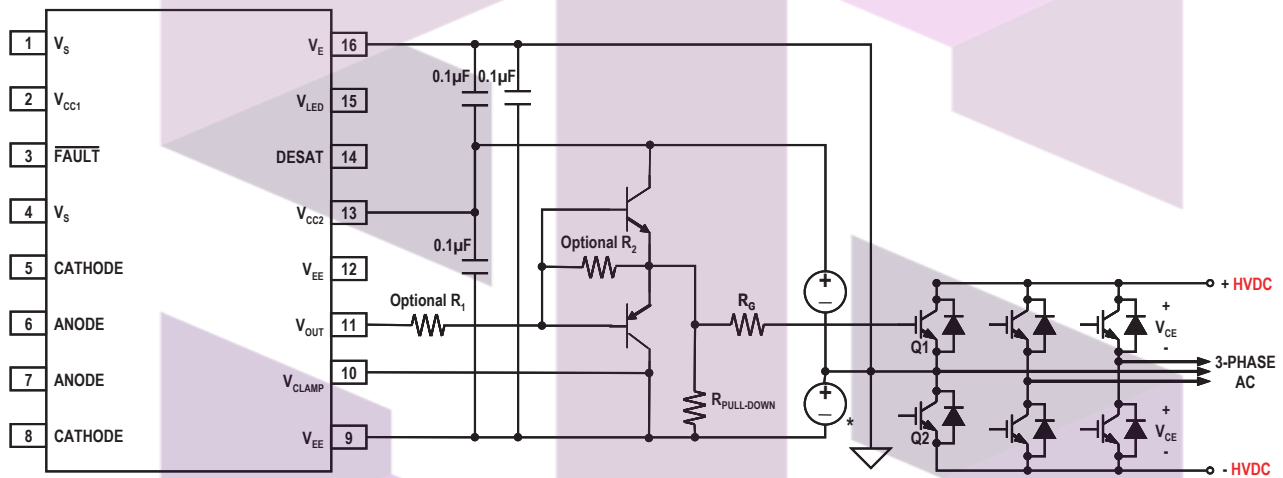 1 VS
2 VCC1
3 FAULT
4 VS
5 CATHODE
6 ANODE
7 ANODE
8 CATHODE
VE 16
VLED 15
DESAT 14
VCC2 13
VEE 12
VOUT 11
VCLAMP 10
VEE 9
0.1µF 0.1µF
0.1µF
Optional R1
Optional R2
RG
RPULL-DOWN
+
–
+
–
*
Q1
Q2
+
VCE
-
+
VCE
-
+ HVDC
3-PHASE
AC
- HVDC